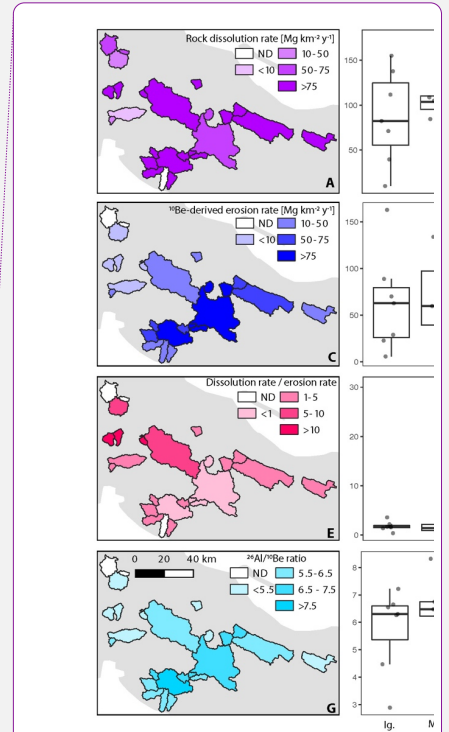 Rock dissolution rate [Mg km⁻² y⁻¹]
ND 10-50
<10 50-75
>75
A
150
100
50
¹⁰Be-derived erosion rate [Mg km⁻² y⁻¹]
ND 10-50
<10 50-75
>75
C
150
100
50
0
Dissolution rate / erosion rate
ND 1-5
<1 5-10
>10
E
30
20
10
0
0 20 40 km
²⁶Al/¹⁰Be ratio
ND 5.5-6.5
<5.5 6.5 - 7.5
>7.5
G
8
7
6
5
4
3
Ig.